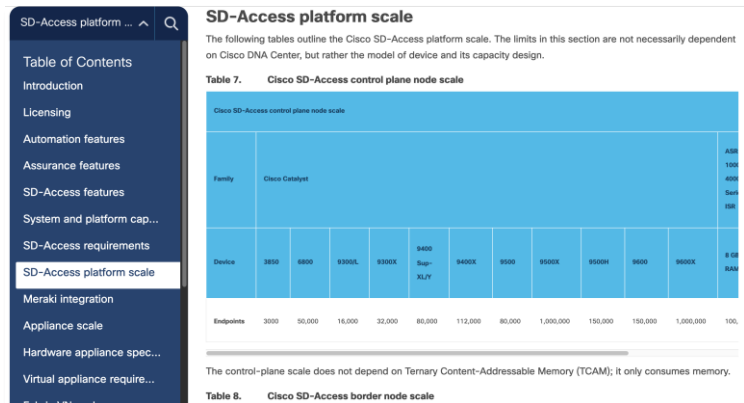 SD-Access platform ...
SD-Access platform scale
The following tables outline the Cisco SD-Access platform scale. The limits in this section are not necessarily dependent
on Cisco DNA Center, but rather the model of device and its capacity design.
Table of Contents
Introduction
Licensing
Automation features
Assurance features
SD-Access features
System and platform cap...
SD-Access requirements
SD-Access platform scale
Meraki integration
Appliance scale
Hardware appliance spec...
Virtual appliance require...
Table 7. Cisco SD-Access control plane node scale
Cisco SD-Access control plane node scale
Family Cisco Catalyst
ASR
ISR
Device 3850 6800 9300/L 9300X 9400 Sup-XL/Y 9400X 9500 9500X 9500H 9600 9600X 8 GB RAM
Endpoints 3000 50,000 16,000 32,000 80,000 112,000 80,000 1,000,000 150,000 150,000 1,000,000 100,
The control-plane scale does not depend on Ternary Content-Addressable Memory (TCAM); it only consumes memory.
Table 8. Cisco SD-Access border node scale